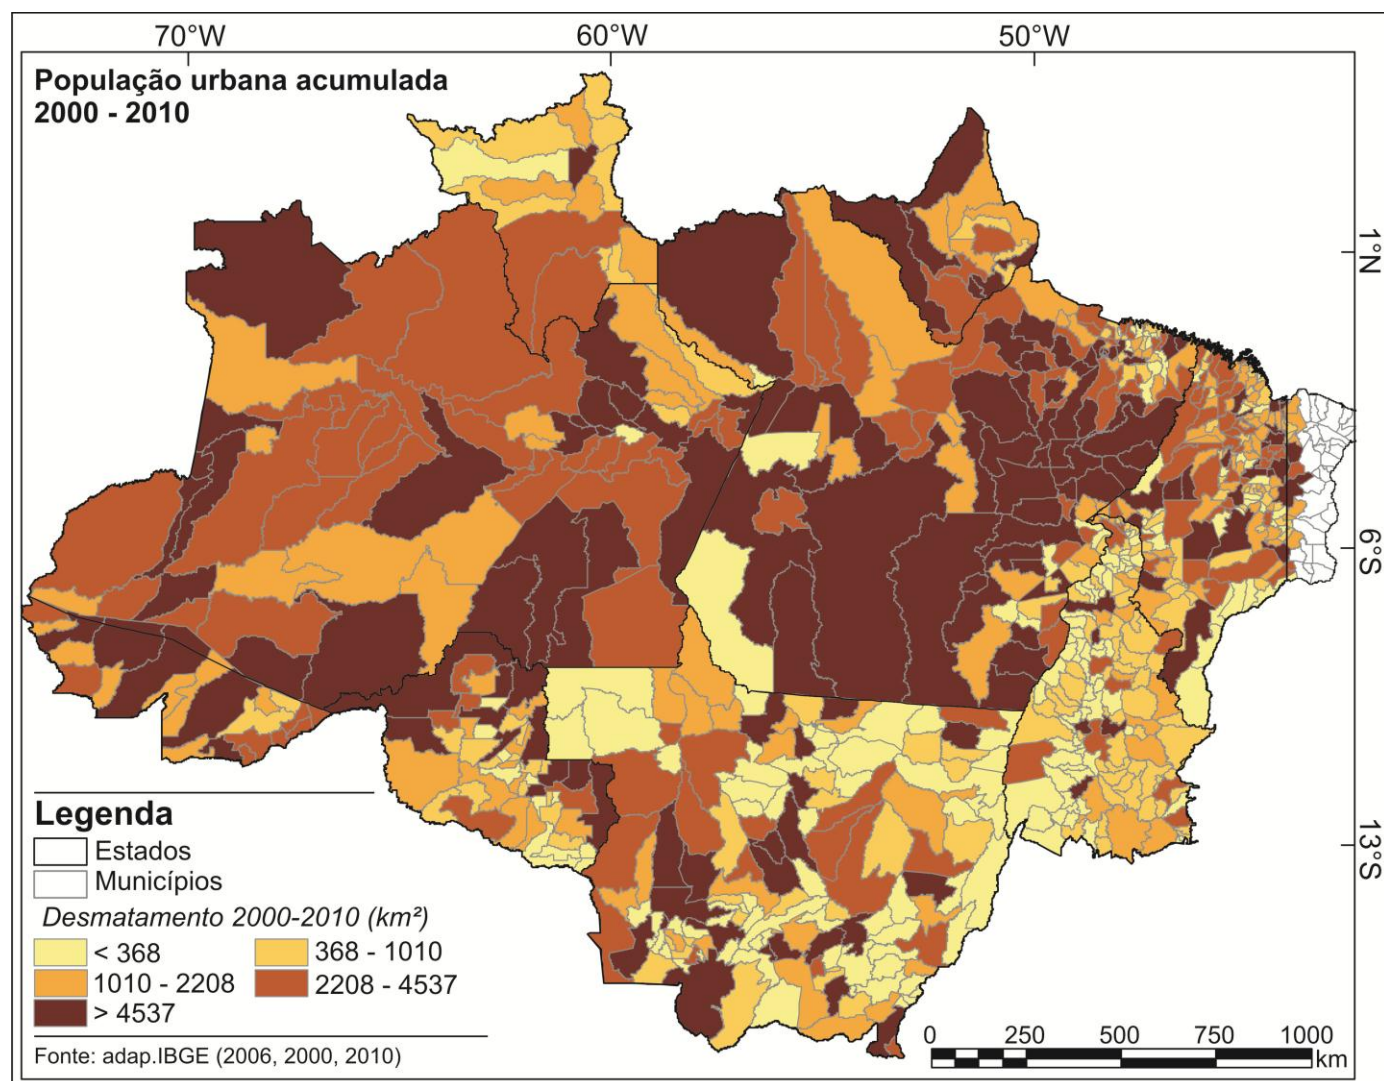 70°W 60°W 50°W
População urbana acumulada
2000 - 2010
1°N
6°S
13°S
Legenda
Estados
Municípios
Desmatamento 2000-2010 (km²)
< 368 368 - 1010
1010 - 2208 2208 - 4537
> 4537
Fonte: adap.IBGE (2006, 2000, 2010)
0 250 500 750 1000
km